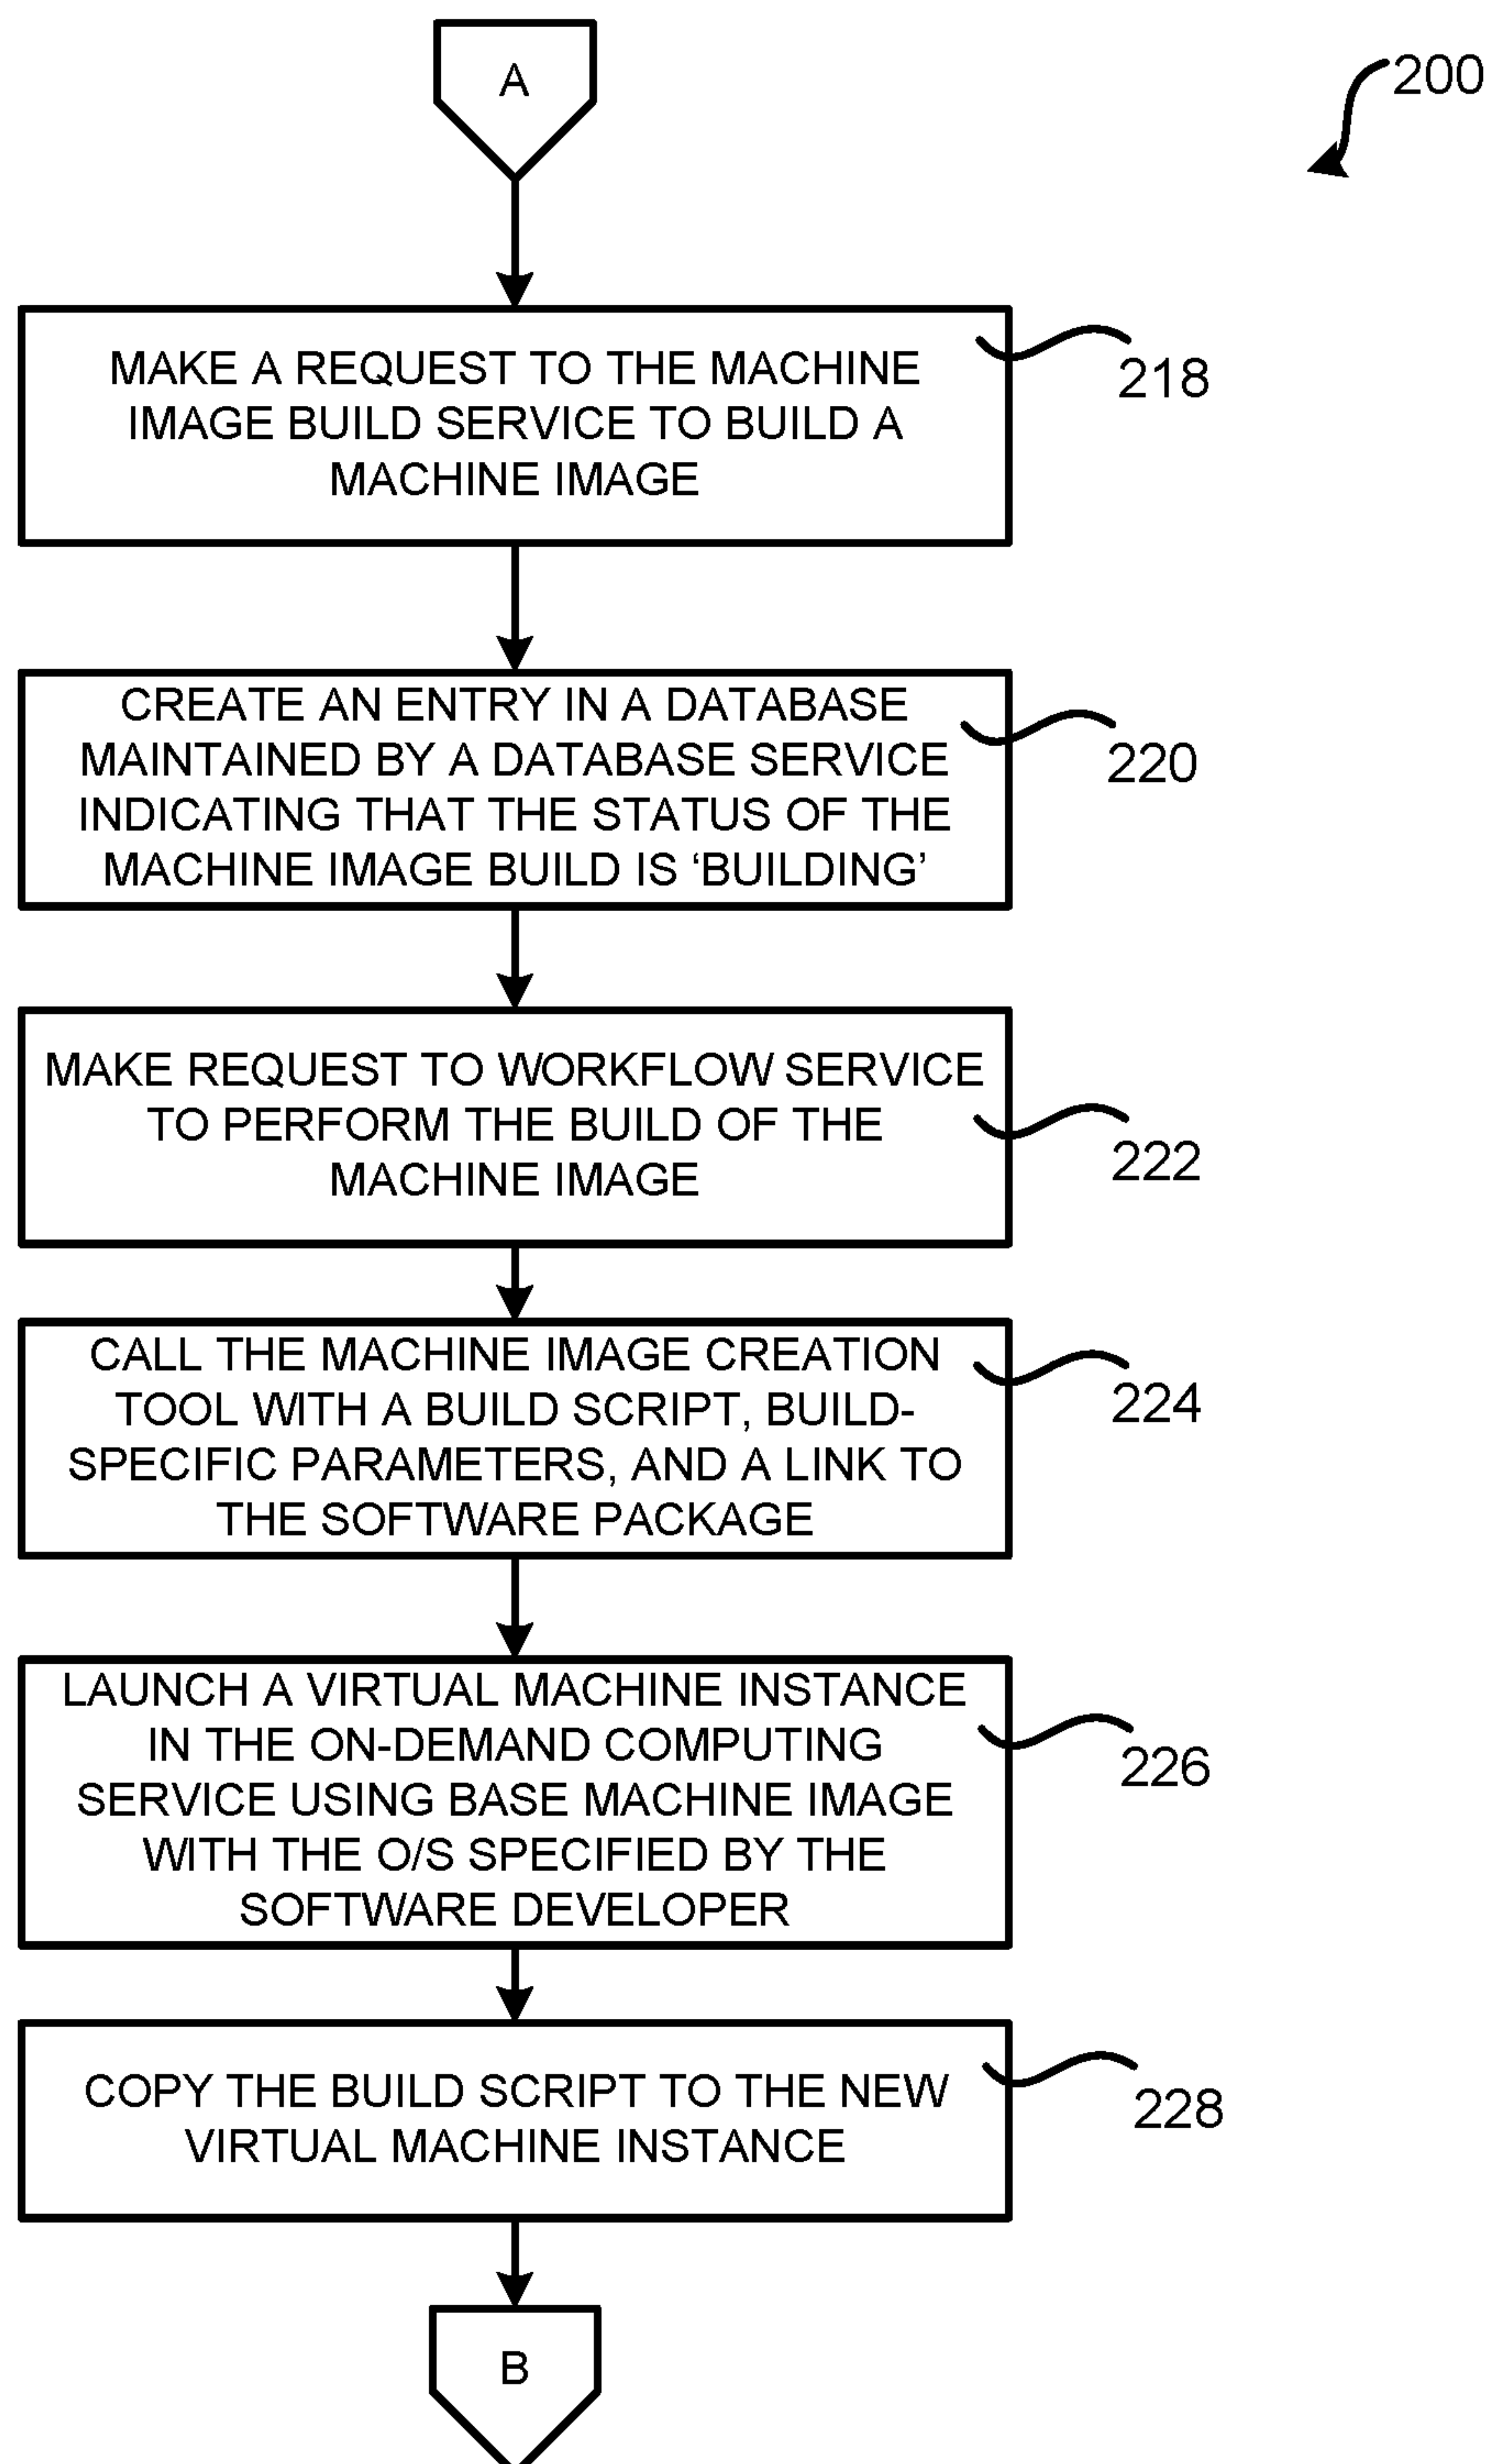 A
200
MAKE A REQUEST TO THE MACHINE
IMAGE BUILD SERVICE TO BUILD A
MACHINE IMAGE
218
CREATE AN ENTRY IN A DATABASE
MAINTAINED BY A DATABASE SERVICE
INDICATING THAT THE STATUS OF THE
MACHINE IMAGE BUILD IS ‘BUILDING’
220
MAKE REQUEST TO WORKFLOW SERVICE
TO PERFORM THE BUILD OF THE
MACHINE IMAGE
222
CALL THE MACHINE IMAGE CREATION
TOOL WITH A BUILD SCRIPT, BUILD-
SPECIFIC PARAMETERS, AND A LINK TO
THE SOFTWARE PACKAGE
224
LAUNCH A VIRTUAL MACHINE INSTANCE
IN THE ON-DEMAND COMPUTING
SERVICE USING BASE MACHINE IMAGE
WITH THE O/S SPECIFIED BY THE
SOFTWARE DEVELOPER
226
COPY THE BUILD SCRIPT TO THE NEW
VIRTUAL MACHINE INSTANCE
228
B